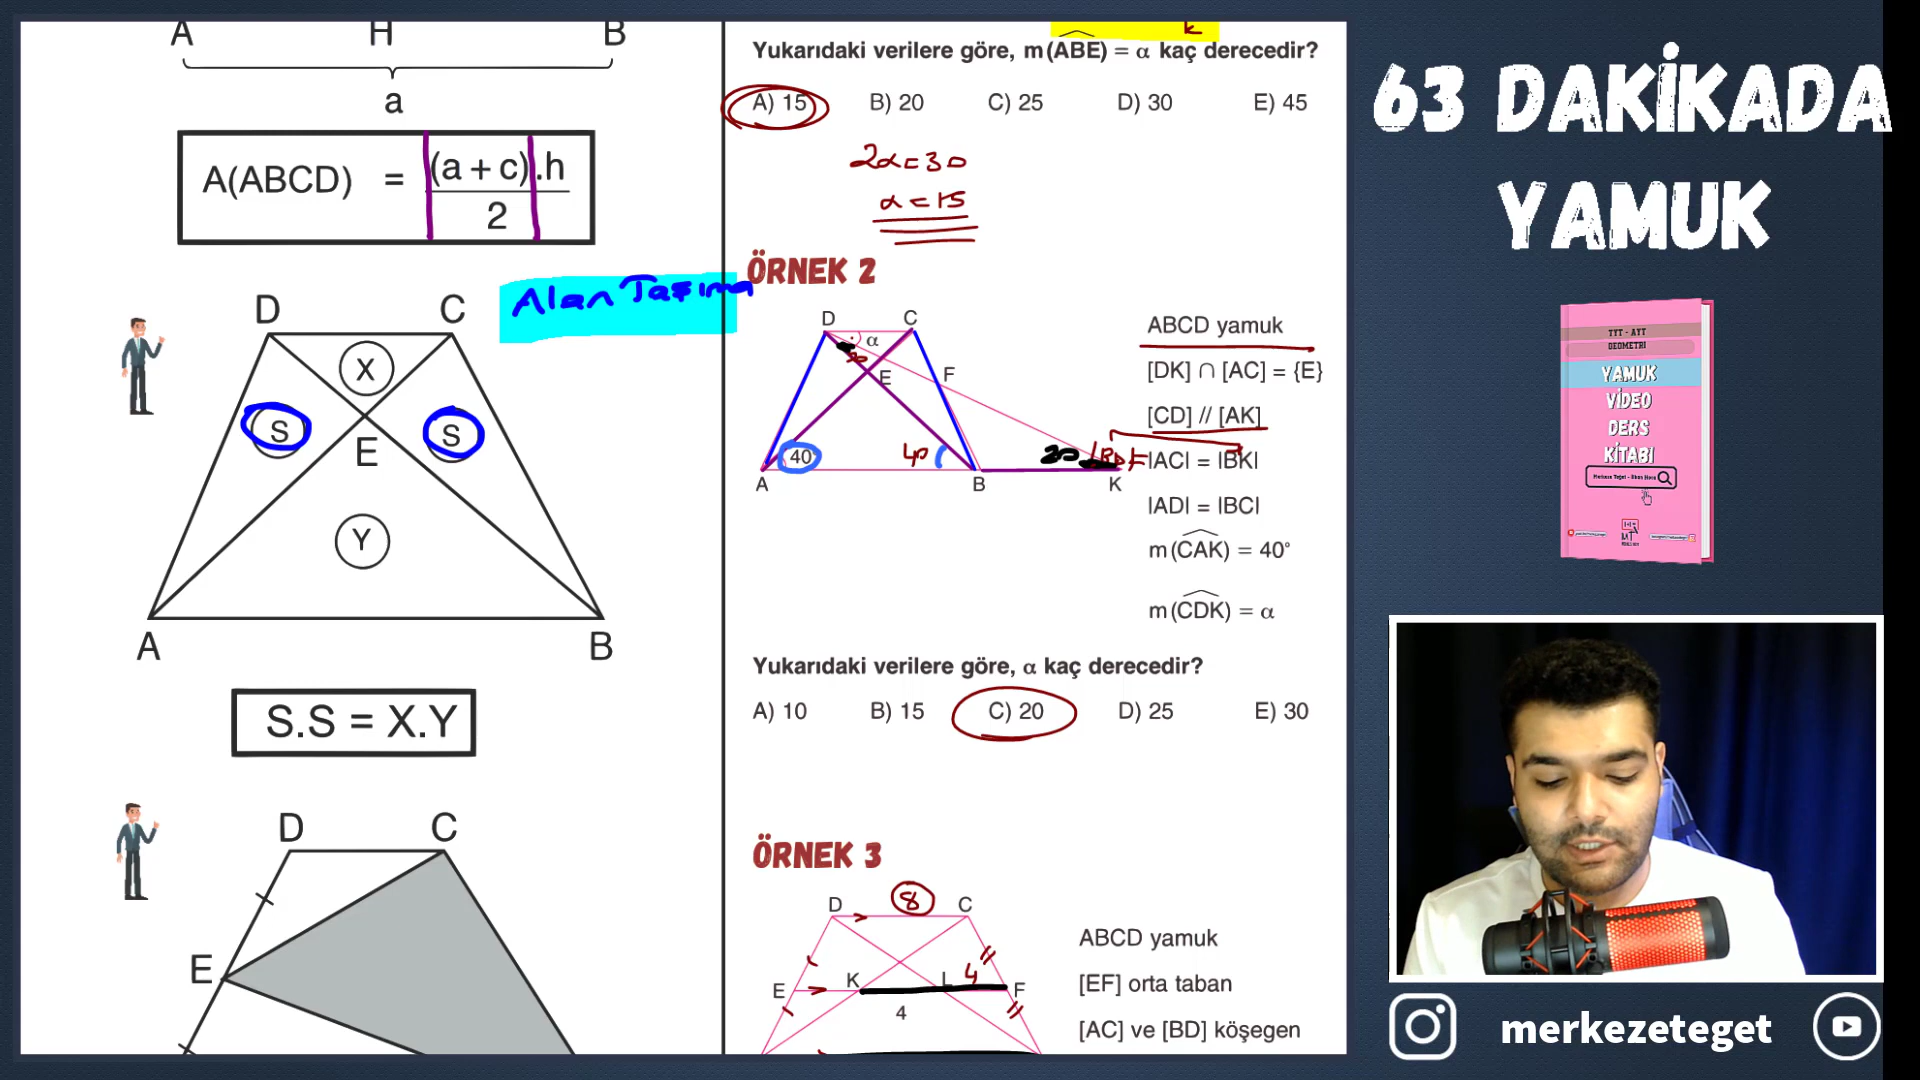 A H B
a
A(ABCD) = (a + c).h / 2
Alan Taşıma
D C
X
S S
E
Y
A B
S.S = X.Y
D C
E
k
Yukarıdaki verilere göre, m(ABE) = α kaç derecedir?
A) 15 B) 20 C) 25 D) 30 E) 45
2α = 30
α = 15
ÖRNEK 2
D C
α
E F
40 40 20
A B K
ABCD yamuk
[DK] ∩ [AC] = {E}
[CD] // [AK]
|AC| = |BK|
|AD| = |BC|
m(CAK) = 40°
m(CDK) = α
Yukarıdaki verilere göre, α kaç derecedir?
A) 10 B) 15 C) 20 D) 25 E) 30
ÖRNEK 3
8
D C
E K L 4 F
4
ABCD yamuk
[EF] orta taban
[AC] ve [BD] köşegen
63 DAKİKADA
YAMUK
TYT - AYT
GEOMETRİ
YAMUK
VİDEO
DERS
KİTABI
merkezeteget